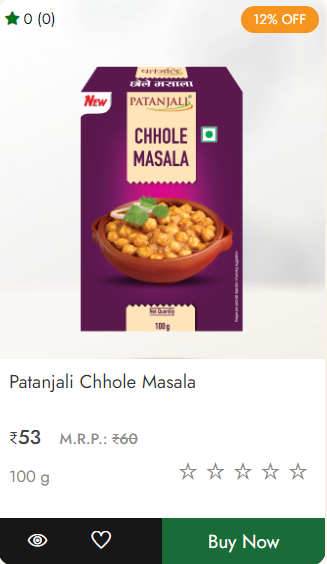 0 (0)
12% OFF
पतंजलि
छोले मसाला
New
PATANJALI
CHHOLE
MASALA
Net Quantity
100 g
Patanjali Chhole Masala
₹53 M.R.P.: ₹60
100 g
Buy Now